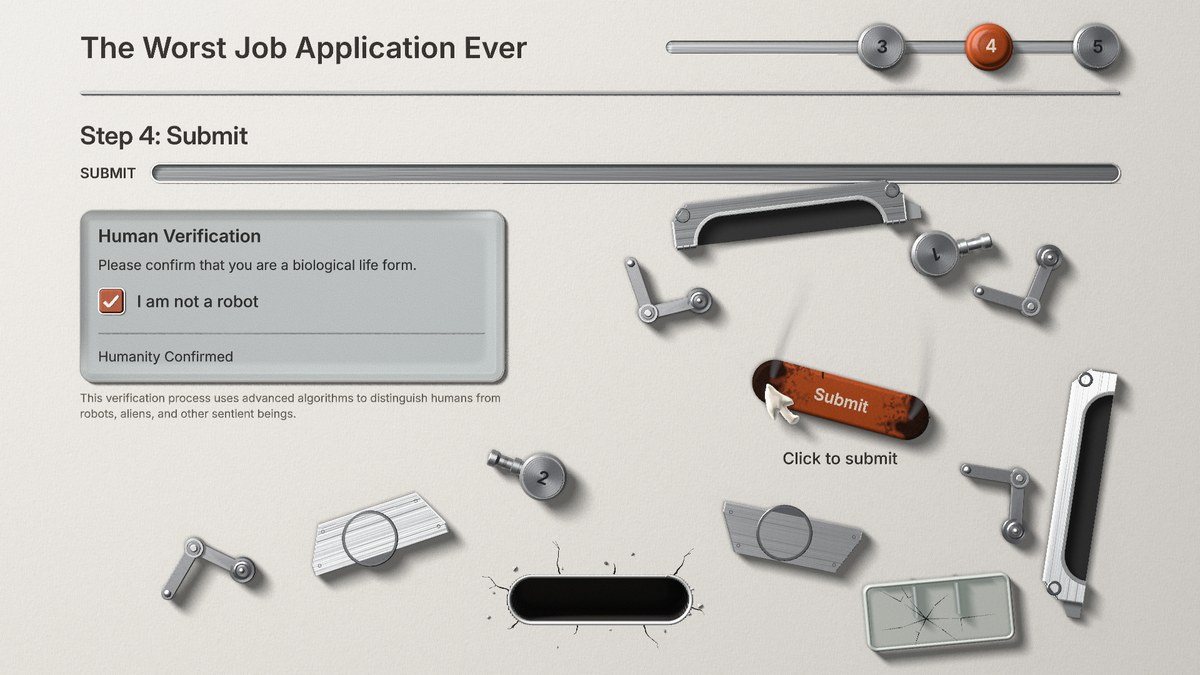 The Worst Job Application Ever
3
4
5
Step 4: Submit
SUBMIT
Human Verification
Please confirm that you are a biological life form.
I am not a robot
Humanity Confirmed
This verification process uses advanced algorithms to distinguish humans from
robots, aliens, and other sentient beings.
1
Submit
Click to submit
2